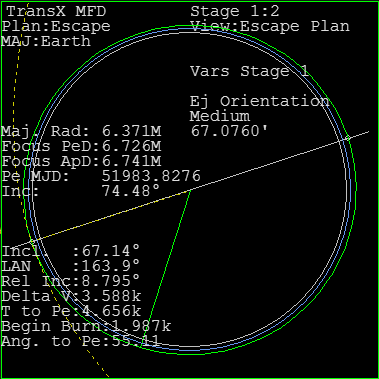 TransX MFD Stage 1:2
Plan:Escape View:Escape Plan
MAJ:Earth
Vars Stage 1
Ej Orientation
Medium
Maj. Rad: 6.371M 67.0760'
Focus PeD:6.726M
Focus ApD:6.741M
Pe MJD: 51983.8276
Inc: 74.48°
Incl. :67.14°
LAN :163.9°
Rel Inc:8.795°
Delta V:3.588k
T to Pe:4.656k
Begin Burn:1.987k
Ang. to Pe:55.41